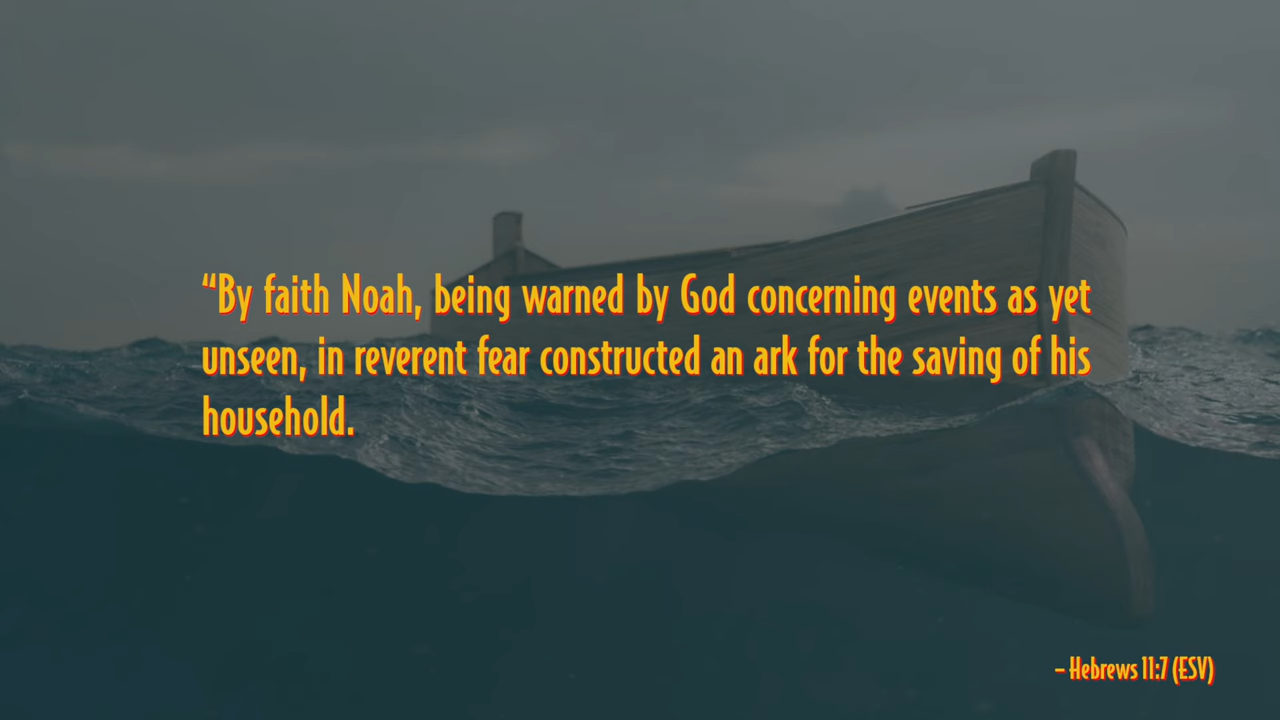 “By faith Noah, being warned by God concerning events as yet
unseen, in reverent fear constructed an ark for the saving of his
household.
– Hebrews 11:7 (ESV)